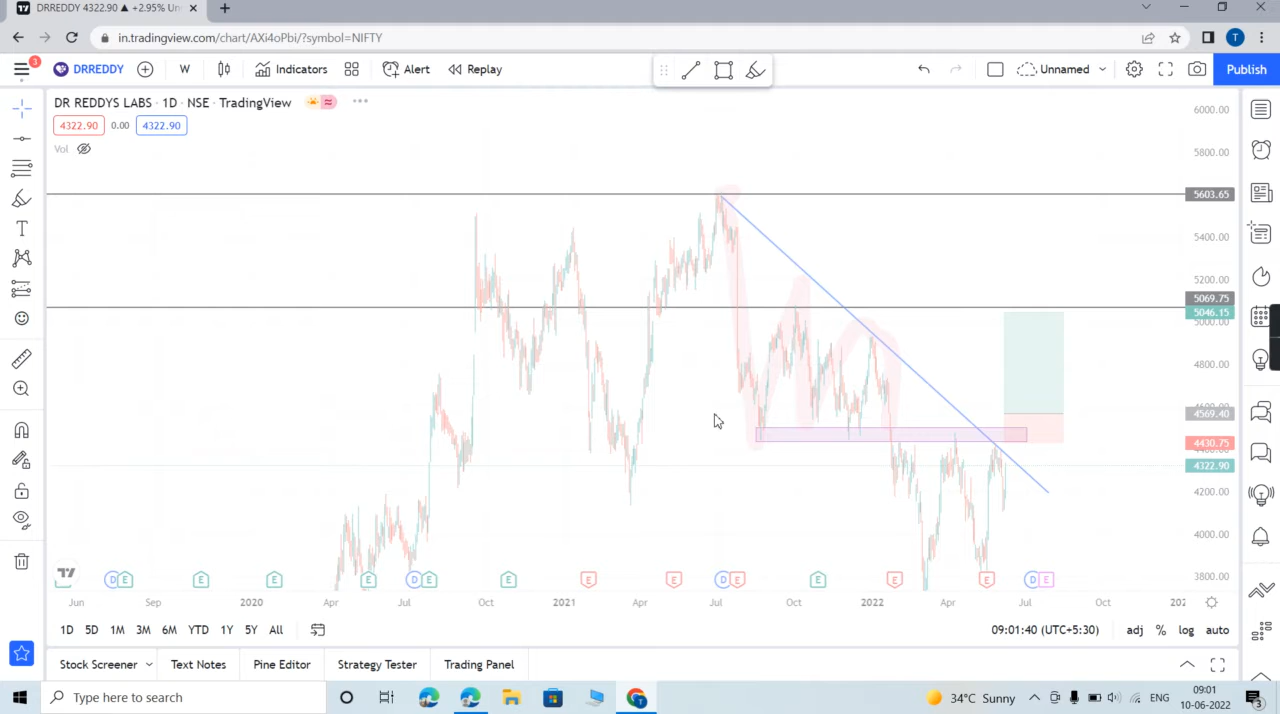 DRREDDY 4322.90 ▲ +2.95% Un
in.tradingview.com/chart/AXi4oPbi/?symbol=NIFTY
T
3
DRREDDY
W
Indicators
Alert
Replay
Unnamed
Publish
DR REDDYS LABS · 1D · NSE · TradingView
4322.90 0.00 4322.90
Vol
6000.00
5800.00
5603.65
5400.00
5200.00
5069.75
5046.15
5000.00
4800.00
4569.40
4430.75
4322.90
4200.00
4000.00
3800.00
D E E E E D E E E E D E E E E D E
Jun Sep 2020 Apr Jul Oct 2021 Apr Jul Oct 2022 Apr Jul Oct
1D 5D 1M 3M 6M YTD 1Y 5Y All
09:01:40 (UTC+5:30) adj % log auto
Stock Screener Text Notes Pine Editor Strategy Tester Trading Panel
Type here to search
34°C Sunny
ENG
09:01
10-06-2022
3